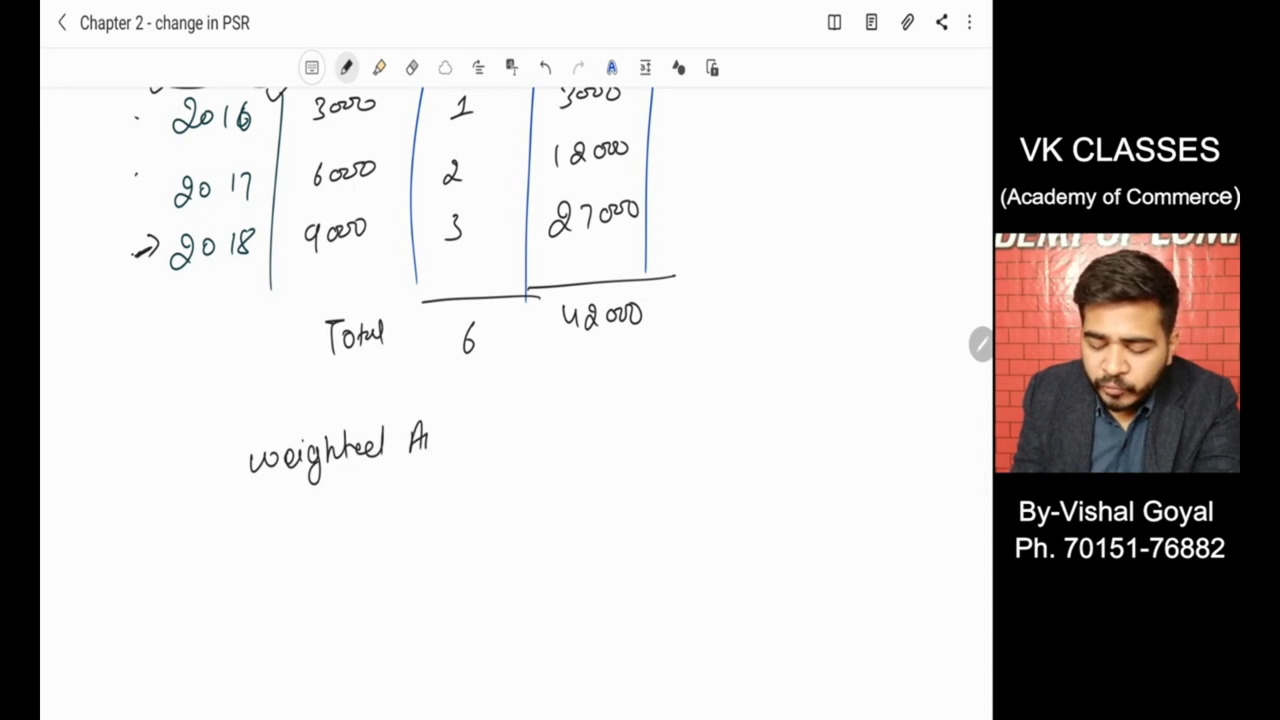 Chapter 2 - change in PSR
2016 3000 1 3000
2017 6000 2 12000
2018 9000 3 27000
Total 6 42000
weighted A
VK CLASSES
(Academy of Commerce)
By-Vishal Goyal
Ph. 70151-76882